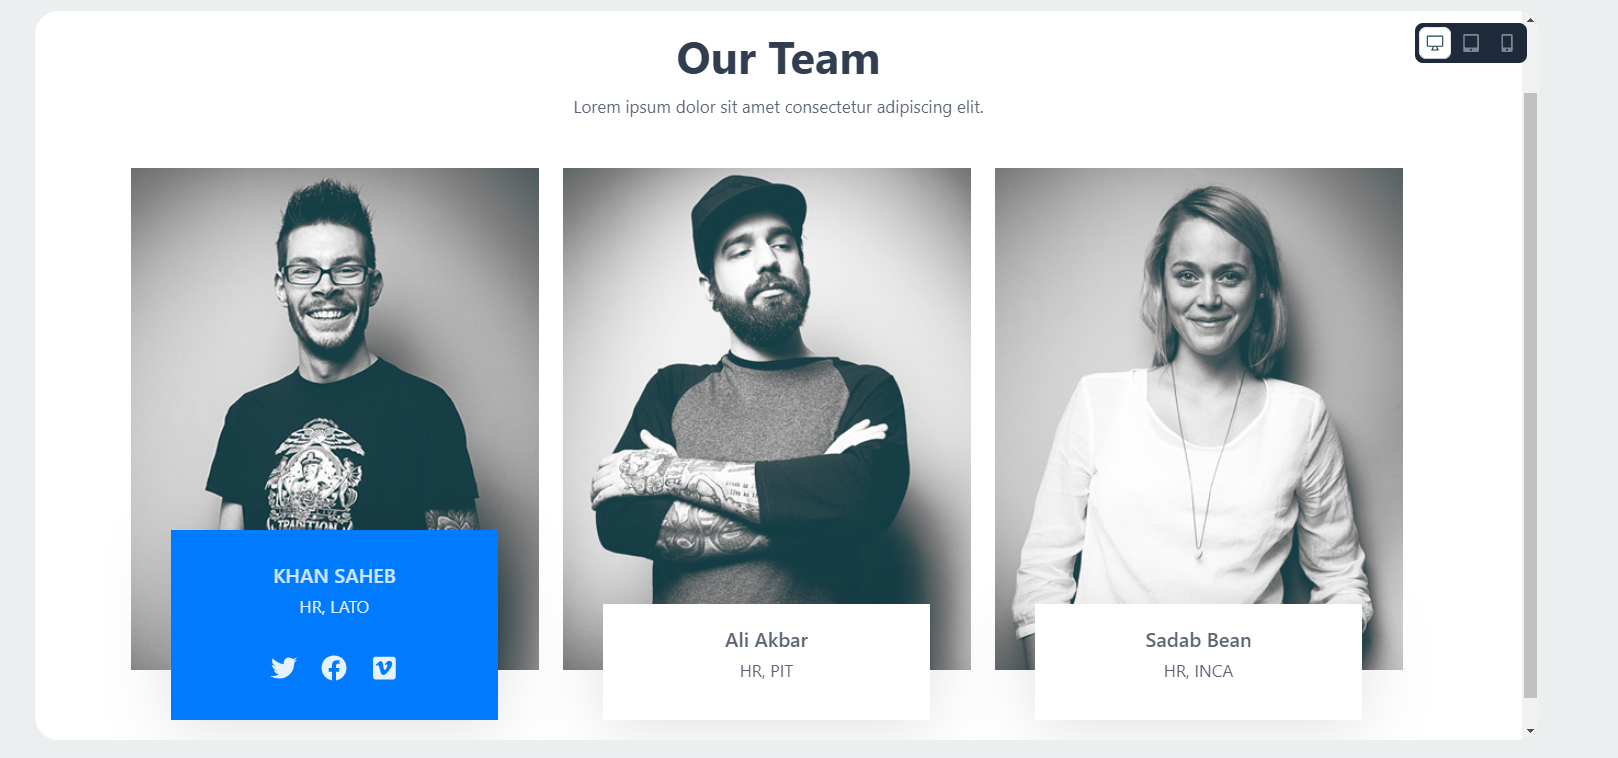 Our Team
Lorem ipsum dolor sit amet consectetur adipiscing elit.
TRADITION
KHAN SAHEB
HR, LATO
Ali Akbar
HR, PIT
Sadab Bean
HR, INCA